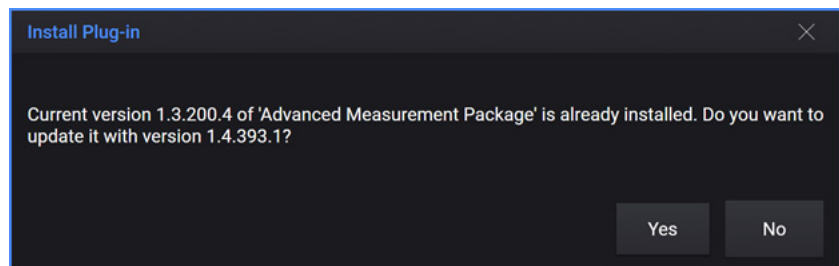 Install Plug-in
Current version 1.3.200.4 of 'Advanced Measurement Package' is already installed. Do you want to
update it with version 1.4.393.1?
Yes
No